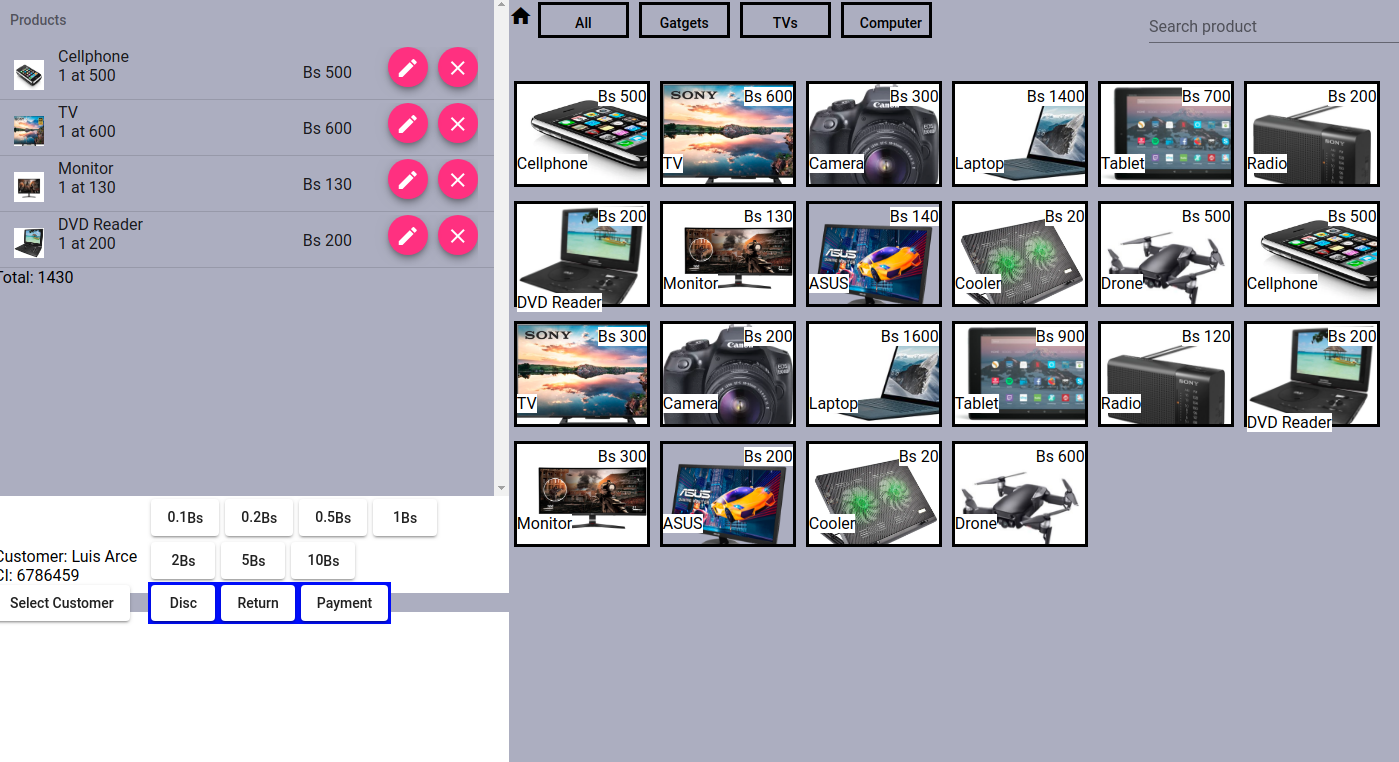 Products
Cellphone
1 at 500
Bs 500
TV
1 at 600
Bs 600
Monitor
1 at 130
Bs 130
DVD Reader
1 at 200
Bs 200
Total: 1430
0.1Bs 0.2Bs 0.5Bs 1Bs
2Bs 5Bs 10Bs
Customer: Luis Arce
CI: 6786459
Select Customer Disc Return Payment
All Gatgets TVs Computer
Search product
Bs 500
Cellphone
SONY
Bs 600
TV
Canon
Bs 300
Camera
Bs 1400
Laptop
Bs 700
Tablet
Bs 200
SONY
Radio
Bs 200
DVD Reader
Bs 130
Monitor
Bs 140
ASUS
ASUS
Bs 20
Cooler
Bs 500
Drone
Bs 500
Cellphone
SONY
Bs 300
TV
Bs 200
Camera
Bs 1600
Laptop
Bs 900
Tablet
Bs 120
SONY
Radio
Bs 200
DVD Reader
Bs 300
Monitor
Bs 200
ASUS
ASUS
Bs 20
Cooler
Bs 600
Drone